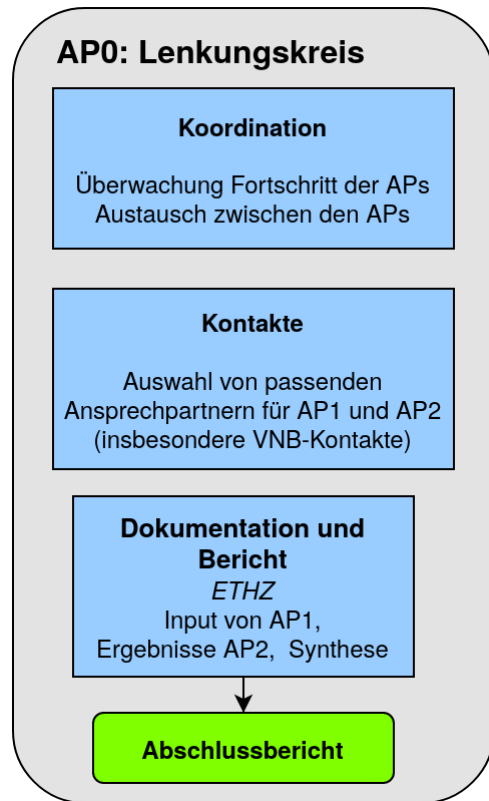 AP0: Lenkungskreis
Koordination
Überwachung Fortschritt der APs
Austausch zwischen den APs
Kontakte
Auswahl von passenden
Ansprechpartnern für AP1 und AP2
(insbesondere VNB-Kontakte)
Dokumentation und
Bericht
ETHZ
Input von AP1,
Ergebnisse AP2, Synthese
Abschlussbericht